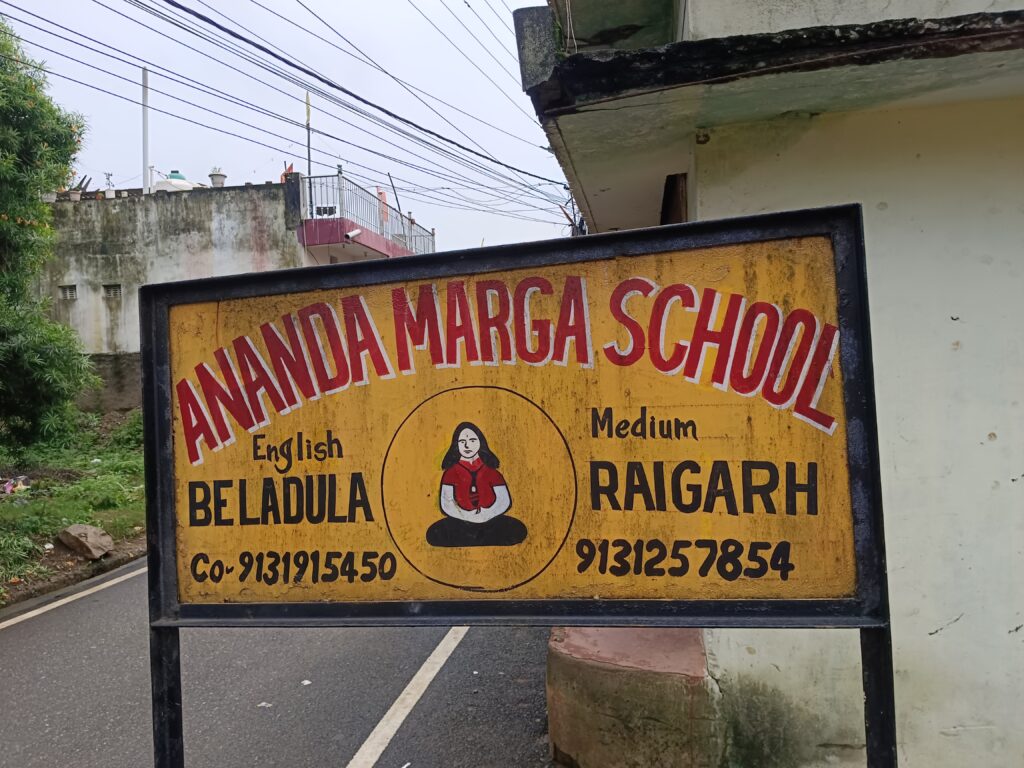 ANANDA MARGA SCHOOL
English Medium
BELADULA RAIGARH
Co-9131915450 9131257854